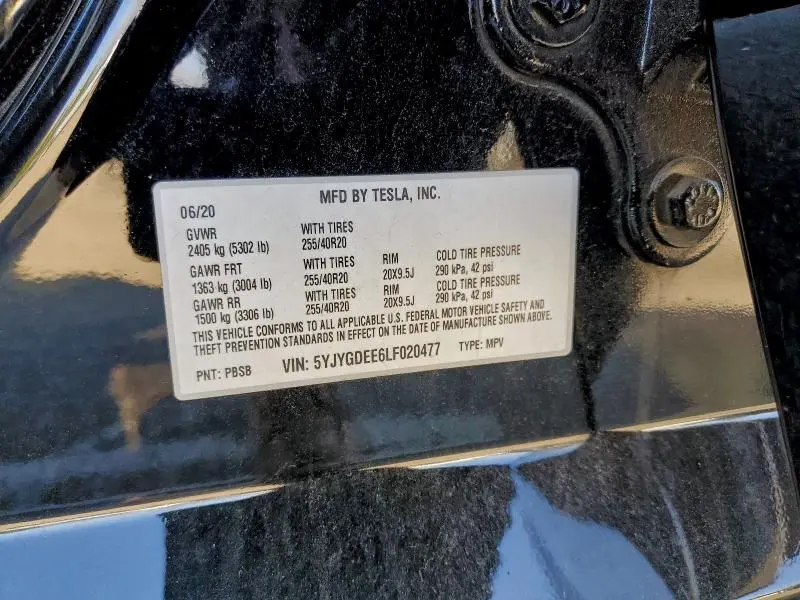 MFD BY TESLA, INC.
06/20
GVWR WITH TIRES
2405 kg (5302 lb) 255/40R20
GAWR FRT WITH TIRES RIM COLD TIRE PRESSURE
1363 kg (3004 lb) 255/40R20 20X9.5J 290 kPa, 42 psi
GAWR RR WITH TIRES RIM COLD TIRE PRESSURE
1500 kg (3306 lb) 255/40R20 20X9.5J 290 kPa, 42 psi
THIS VEHICLE CONFORMS TO ALL APPLICABLE U.S. FEDERAL MOTOR VEHICLE SAFETY AND
THEFT PREVENTION STANDARDS IN EFFECT ON THE DATE OF MANUFACTURE SHOWN ABOVE.
PNT: PBSB VIN: 5YJYGDEE6LF020477 TYPE: MPV